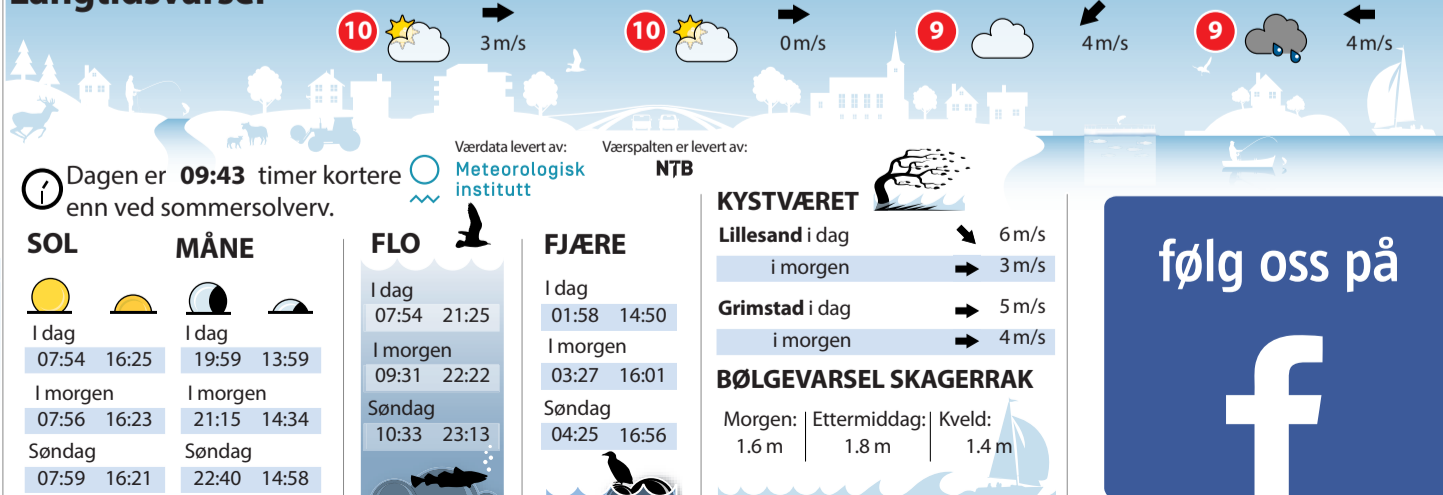 Langtidsvarsel
10 3 m/s 10 0 m/s 9 4 m/s 9 4 m/s
Dagen er 09:43 timer kortere
enn ved sommersolverv.
Værdata levert av:
Meteorologisk
institutt
Værspalten er levert av:
NTB
SOL
I dag
07:54 16:25
I morgen
07:56 16:23
Søndag
07:59 16:21
MÅNE
I dag
19:59 13:59
I morgen
21:15 14:34
Søndag
22:40 14:58
FLO
I dag
07:54 21:25
I morgen
09:31 22:22
Søndag
10:33 23:13
FJÆRE
I dag
01:58 14:50
I morgen
03:27 16:01
Søndag
04:25 16:56
KYSTVÆRET
Lillesand i dag 6 m/s
i morgen 3 m/s
Grimstad i dag 5 m/s
i morgen 4 m/s
BØLGEVARSEL SKAGERRAK
Morgen: Ettermiddag: Kveld:
1.6 m 1.8 m 1.4 m
følg oss på
f